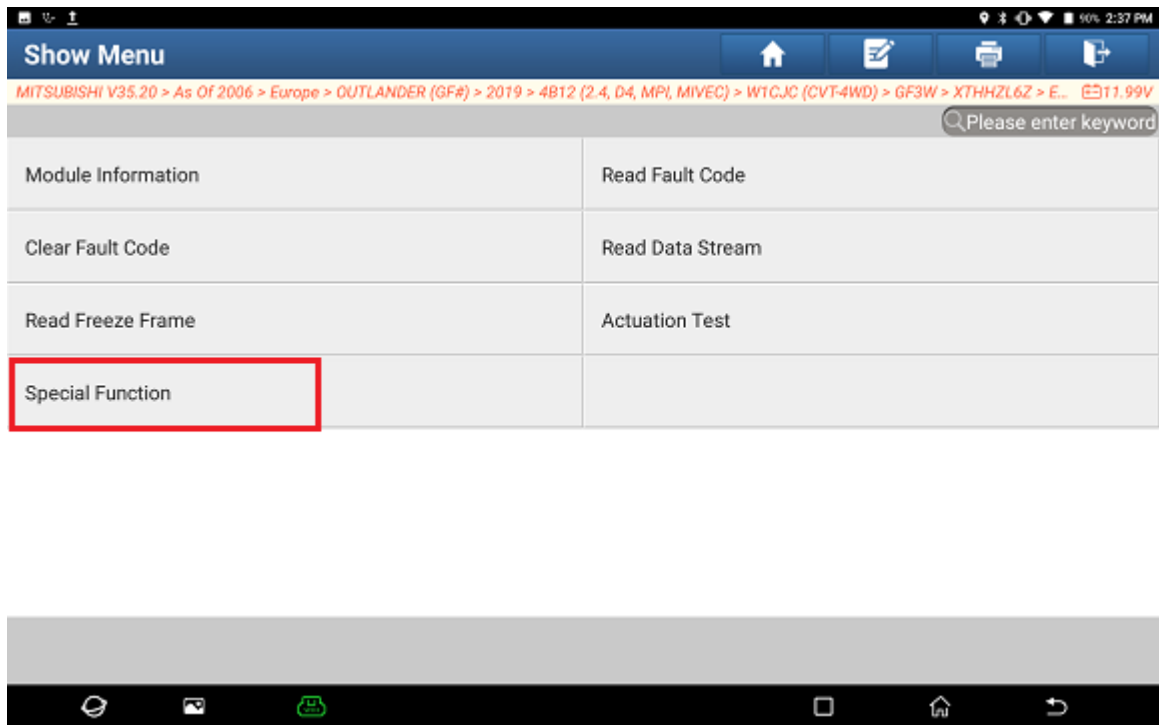 90% 2:37 PM
Show Menu
MITSUBISHI V35.20 > As Of 2006 > Europe > OUTLANDER (GF#) > 2019 > 4B12 (2.4, D4, MPI, MIVEC) > W1CJC (CVT-4WD) > GF3W > XTHHZL6Z > E... 11.99V
Please enter keyword
Module Information
Read Fault Code
Clear Fault Code
Read Data Stream
Read Freeze Frame
Actuation Test
Special Function